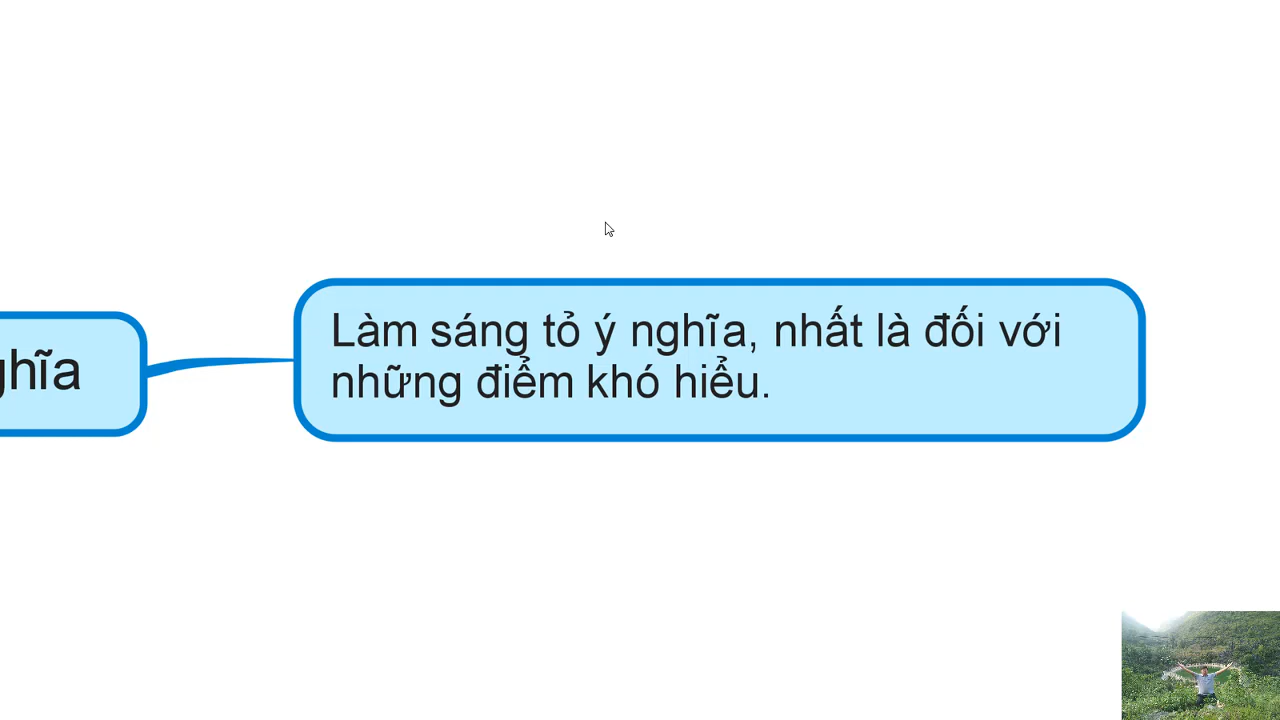 Làm sáng tỏ ý nghĩa, nhất là đối với
ghĩa
những điểm khó hiểu.